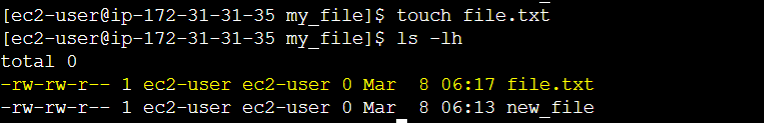 [ec2-user@ip-172-31-31-35 my_file]$ touch file.txt
[ec2-user@ip-172-31-31-35 my_file]$ ls -lh
total 0
-rw-rw-r-- 1 ec2-user ec2-user 0 Mar  8 06:17 file.txt
-rw-rw-r-- 1 ec2-user ec2-user 0 Mar  8 06:13 new_file